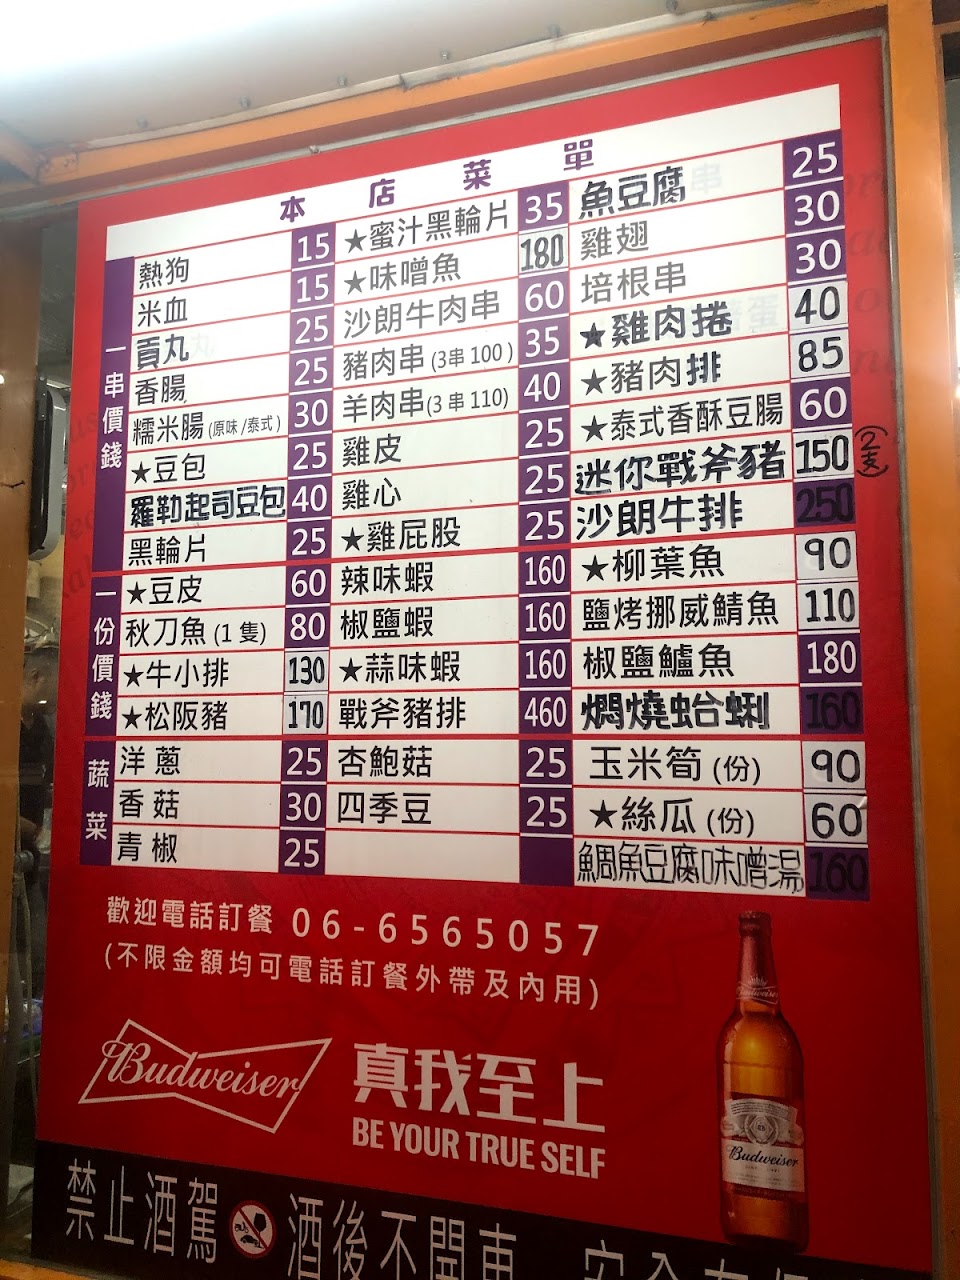 本店菜單
一串價錢
熱狗 15 ★蜜汁黑輪片 35 魚豆腐 25
米血 15 ★味噌魚 180 雞翅 30
貢丸 25 沙朗牛肉串 60 培根串 30
香腸 25 豬肉串(3串100) 35 ★雞肉捲 40
糯米腸(原味/泰式) 30 羊肉串(3串110) 40 ★豬肉排 85
★豆包 25 雞皮 25 ★泰式香酥豆腸 60
羅勒起司豆包 40 雞心 25 迷你戰斧豬 150 (2支)
黑輪片 25 ★雞屁股 25 沙朗牛排 250
一份價錢
★豆皮 60 辣味蝦 160 ★柳葉魚 90
秋刀魚(1隻) 80 椒鹽蝦 160 鹽烤挪威鯖魚 110
★牛小排 130 ★蒜味蝦 160 椒鹽鱸魚 180
★松阪豬 170 戰斧豬排 460 燜燒蛤蜊 160
蔬菜
洋蔥 25 杏鮑菇 25 玉米筍(份) 90
香菇 30 四季豆 25 ★絲瓜(份) 60
青椒 25 鯛魚豆腐味噌湯 160
歡迎電話訂餐 06-6565057
(不限金額均可電話訂餐外帶及內用)
Budweiser
真我至上
BE YOUR TRUE SELF
Budweiser
Budweiser
禁止酒駕 酒後不開車